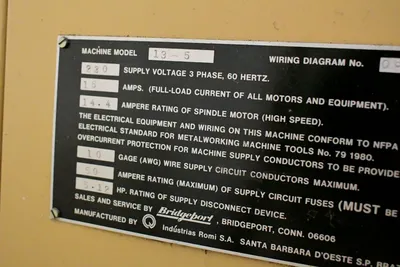 MACHINE MODEL 13-5 WIRING DIAGRAM No.
220 SUPPLY VOLTAGE 3 PHASE, 60 HERTZ.
AMPS. (FULL-LOAD CURRENT OF ALL MOTORS AND EQUIPMENT).
14.4 AMPERE RATING OF SPINDLE MOTOR (HIGH SPEED).
THE ELECTRICAL EQUIPMENT AND WIRING ON THIS MACHINE CONFORM TO NFPA
ELECTRICAL STANDARD FOR METALWORKING MACHINE TOOLS No. 79 1980.
OVERCURRENT PROTECTION FOR MACHINE SUPPLY CONDUCTORS TO BE PROVIDE
GAGE (AWG) WIRE SUPPLY CIRCUIT CONDUCTORS MAXIMUM.
AMPERE RATING (MAXIMUM) OF SUPPLY CIRCUIT FUSES (MUST BE
HP. RATING OF SUPPLY DISCONNECT DEVICE.
SALES AND SERVICE BY Bridgeport, BRIDGEPORT, CONN. 06606
MANUFACTURED BY Indústrias Romi S.A. SANTA BARBARA D'OESTE S.P. BRA